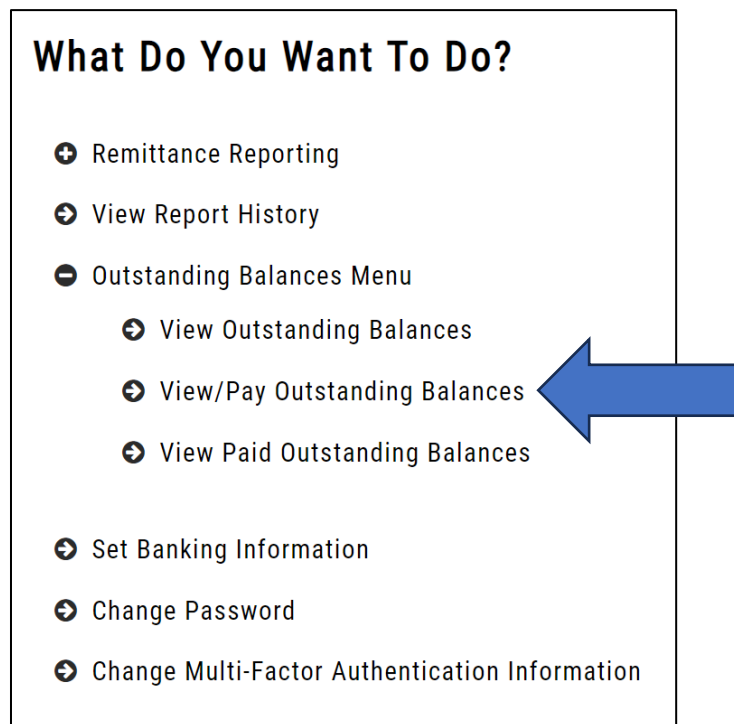 What Do You Want To Do?
Remittance Reporting
View Report History
Outstanding Balances Menu
View Outstanding Balances
View/Pay Outstanding Balances
View Paid Outstanding Balances
Set Banking Information
Change Password
Change Multi-Factor Authentication Information